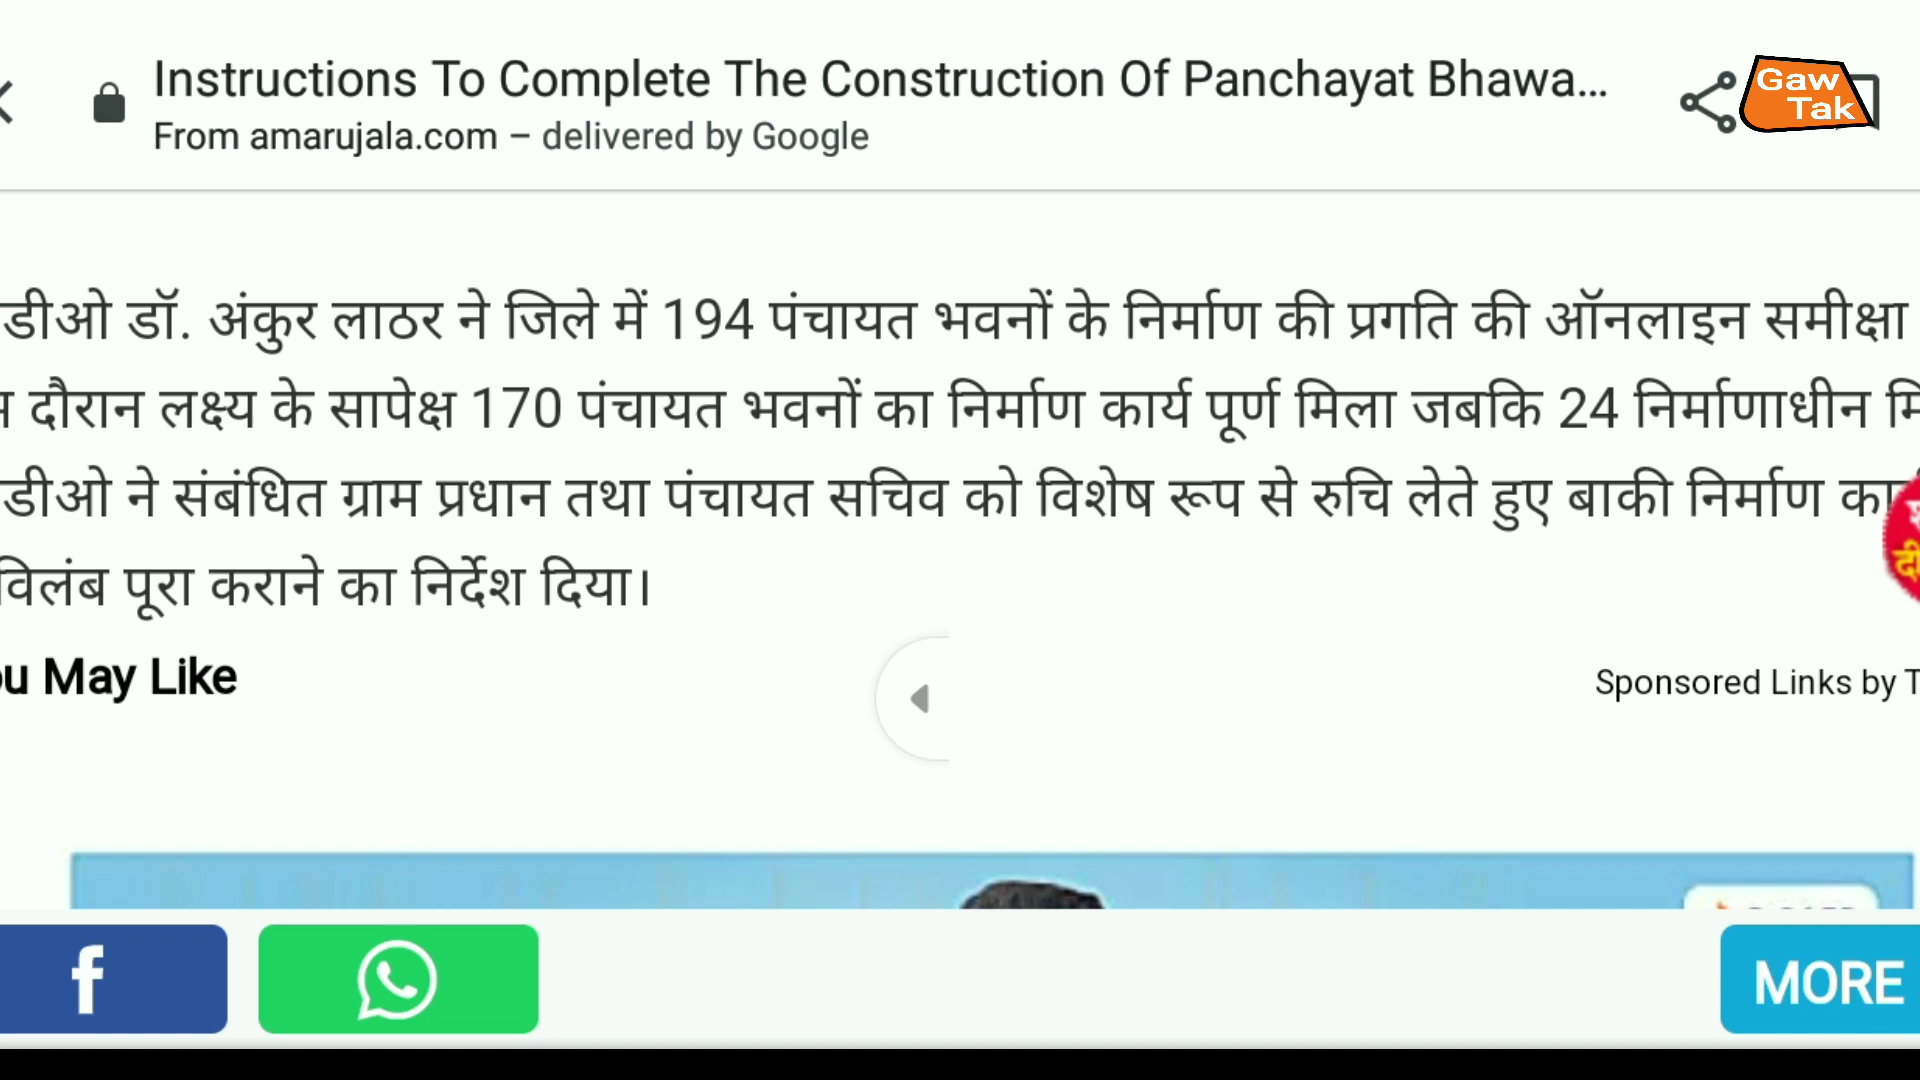 Instructions To Complete The Construction Of Panchayat Bhawa...
From amarujala.com – delivered by Google
Gaw
Tak
डीओ डॉ. अंकुर लाठर ने जिले में 194 पंचायत भवनों के निर्माण की प्रगति की ऑनलाइन समीक्षा
दौरान लक्ष्य के सापेक्ष 170 पंचायत भवनों का निर्माण कार्य पूर्ण मिला जबकि 24 निर्माणाधीन
डीओ ने संबंधित ग्राम प्रधान तथा पंचायत सचिव को विशेष रूप से रुचि लेते हुए बाकी निर्माण का
विलंब पूरा कराने का निर्देश दिया।
ou May Like
Sponsored Links by T
MORE